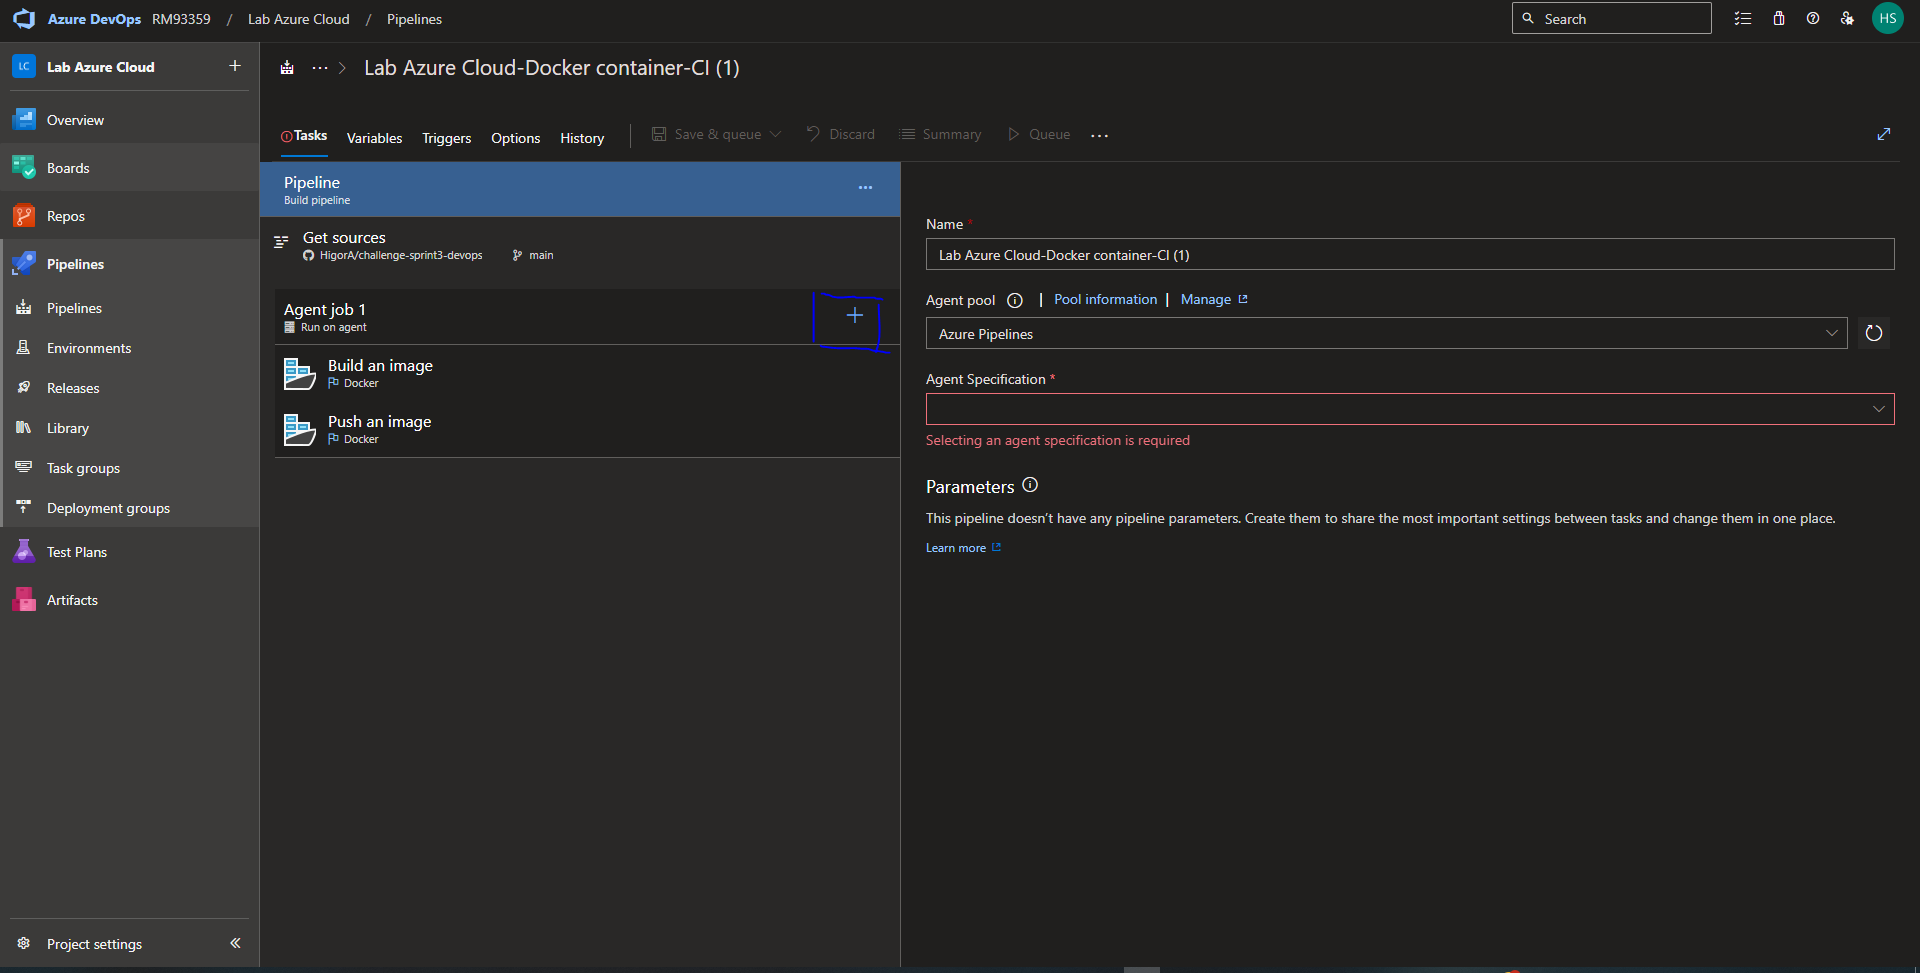 Azure DevOps RM93359 / Lab Azure Cloud / Pipelines
Search
HS
LC Lab Azure Cloud
Overview
Boards
Repos
Pipelines
Pipelines
Environments
Releases
Library
Task groups
Deployment groups
Test Plans
Artifacts
Project settings
Lab Azure Cloud-Docker container-CI (1)
Tasks Variables Triggers Options History Save & queue Discard Summary Queue
Pipeline
Build pipeline
Get sources
HigorA/challenge-sprint3-devops main
Agent job 1
Run on agent
Build an image
Docker
Push an image
Docker
Name *
Lab Azure Cloud-Docker container-CI (1)
Agent pool | Pool information | Manage
Azure Pipelines
Agent Specification *
Selecting an agent specification is required
Parameters
This pipeline doesn't have any pipeline parameters. Create them to share the most important settings between tasks and change them in one place.
Learn more